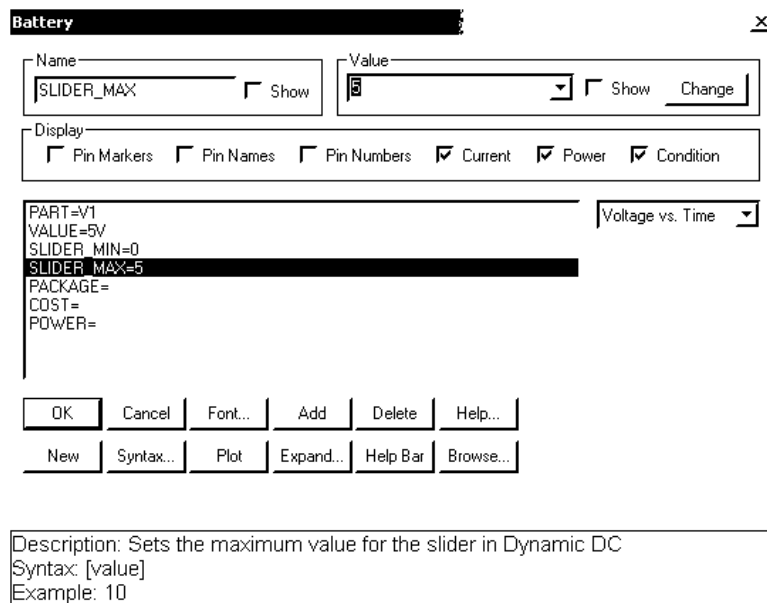 Battery
Name
SLIDER_MAX Show
Value
5 Show Change
Display
Pin Markers Pin Names Pin Numbers Current Power Condition
PART=V1
VALUE=5V
SLIDER_MIN=0
SLIDER_MAX=5
PACKAGE=
COST=
POWER=
Voltage vs. Time
OK Cancel Font... Add Delete Help...
New Syntax... Plot Expand... Help Bar Browse...
Description: Sets the maximum value for the slider in Dynamic DC
Syntax: [value]
Example: 10